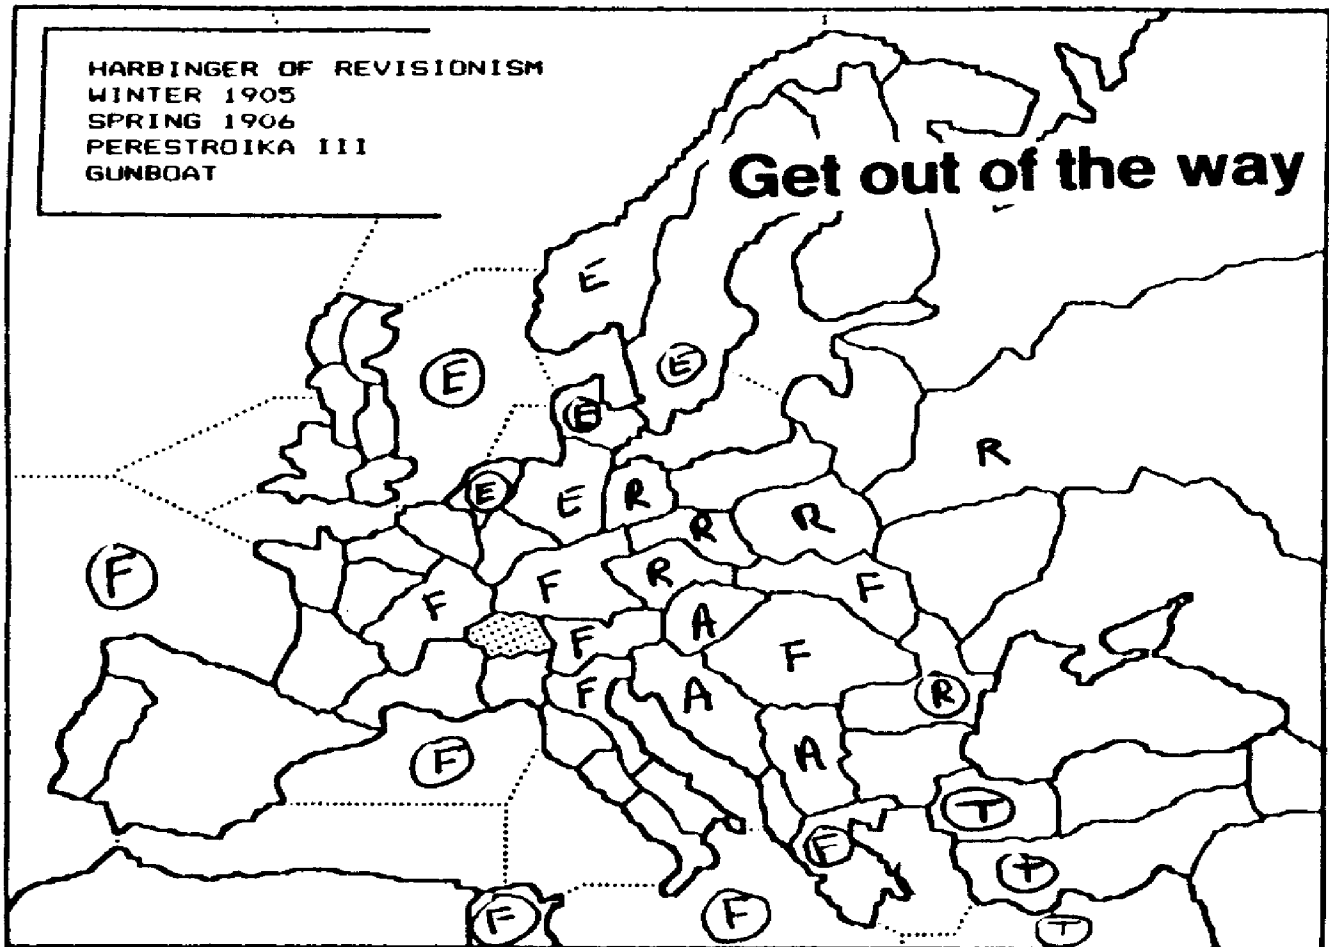 HARBINGER OF REVISIONISM
WINTER 1905
SPRING 1906
PERESTROIKA III
GUNBOAT
Get out of the way
E
E
E
E
R
E
E
R
R
R
F
F
R
F
F
A
F
F
A
R
F
A
F
T
F
T
F
F
T